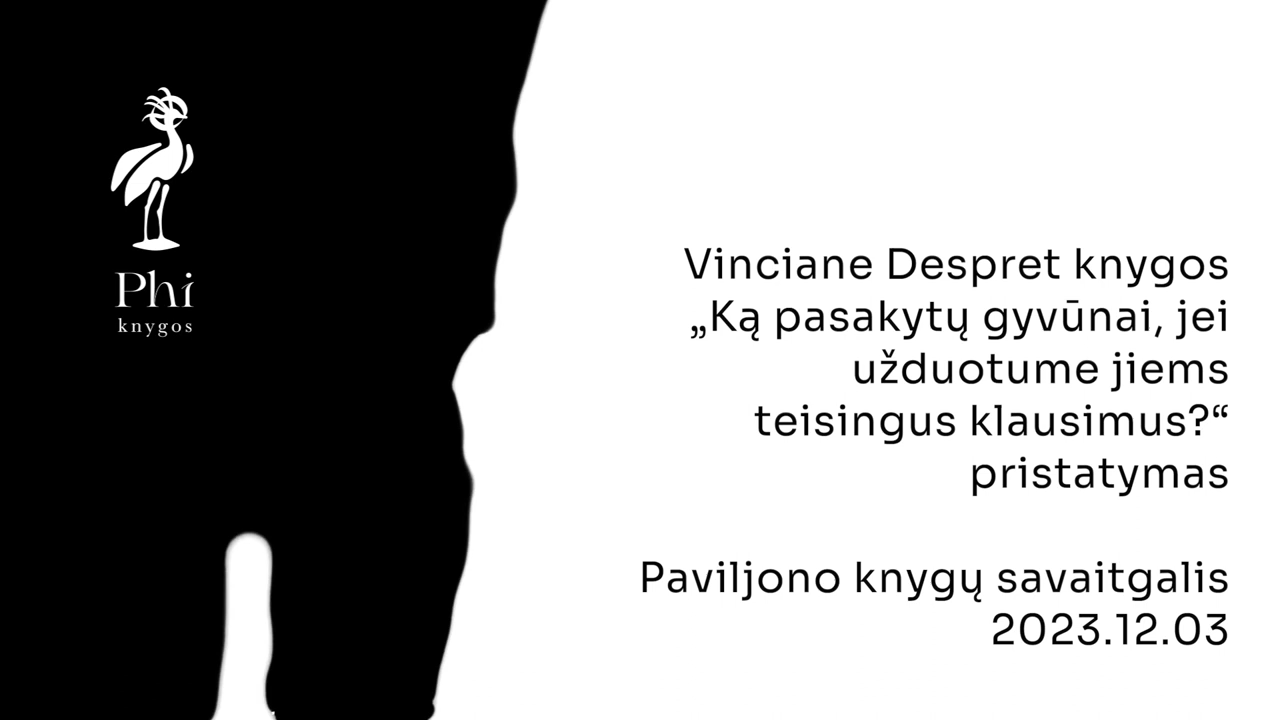 Phi
knygos
Vinciane Despret knygos
„Ką pasakytų gyvūnai, jei
užduotume jiems
teisingus klausimus?“
pristatymas
Paviljono knygų savaitgalis
2023.12.03